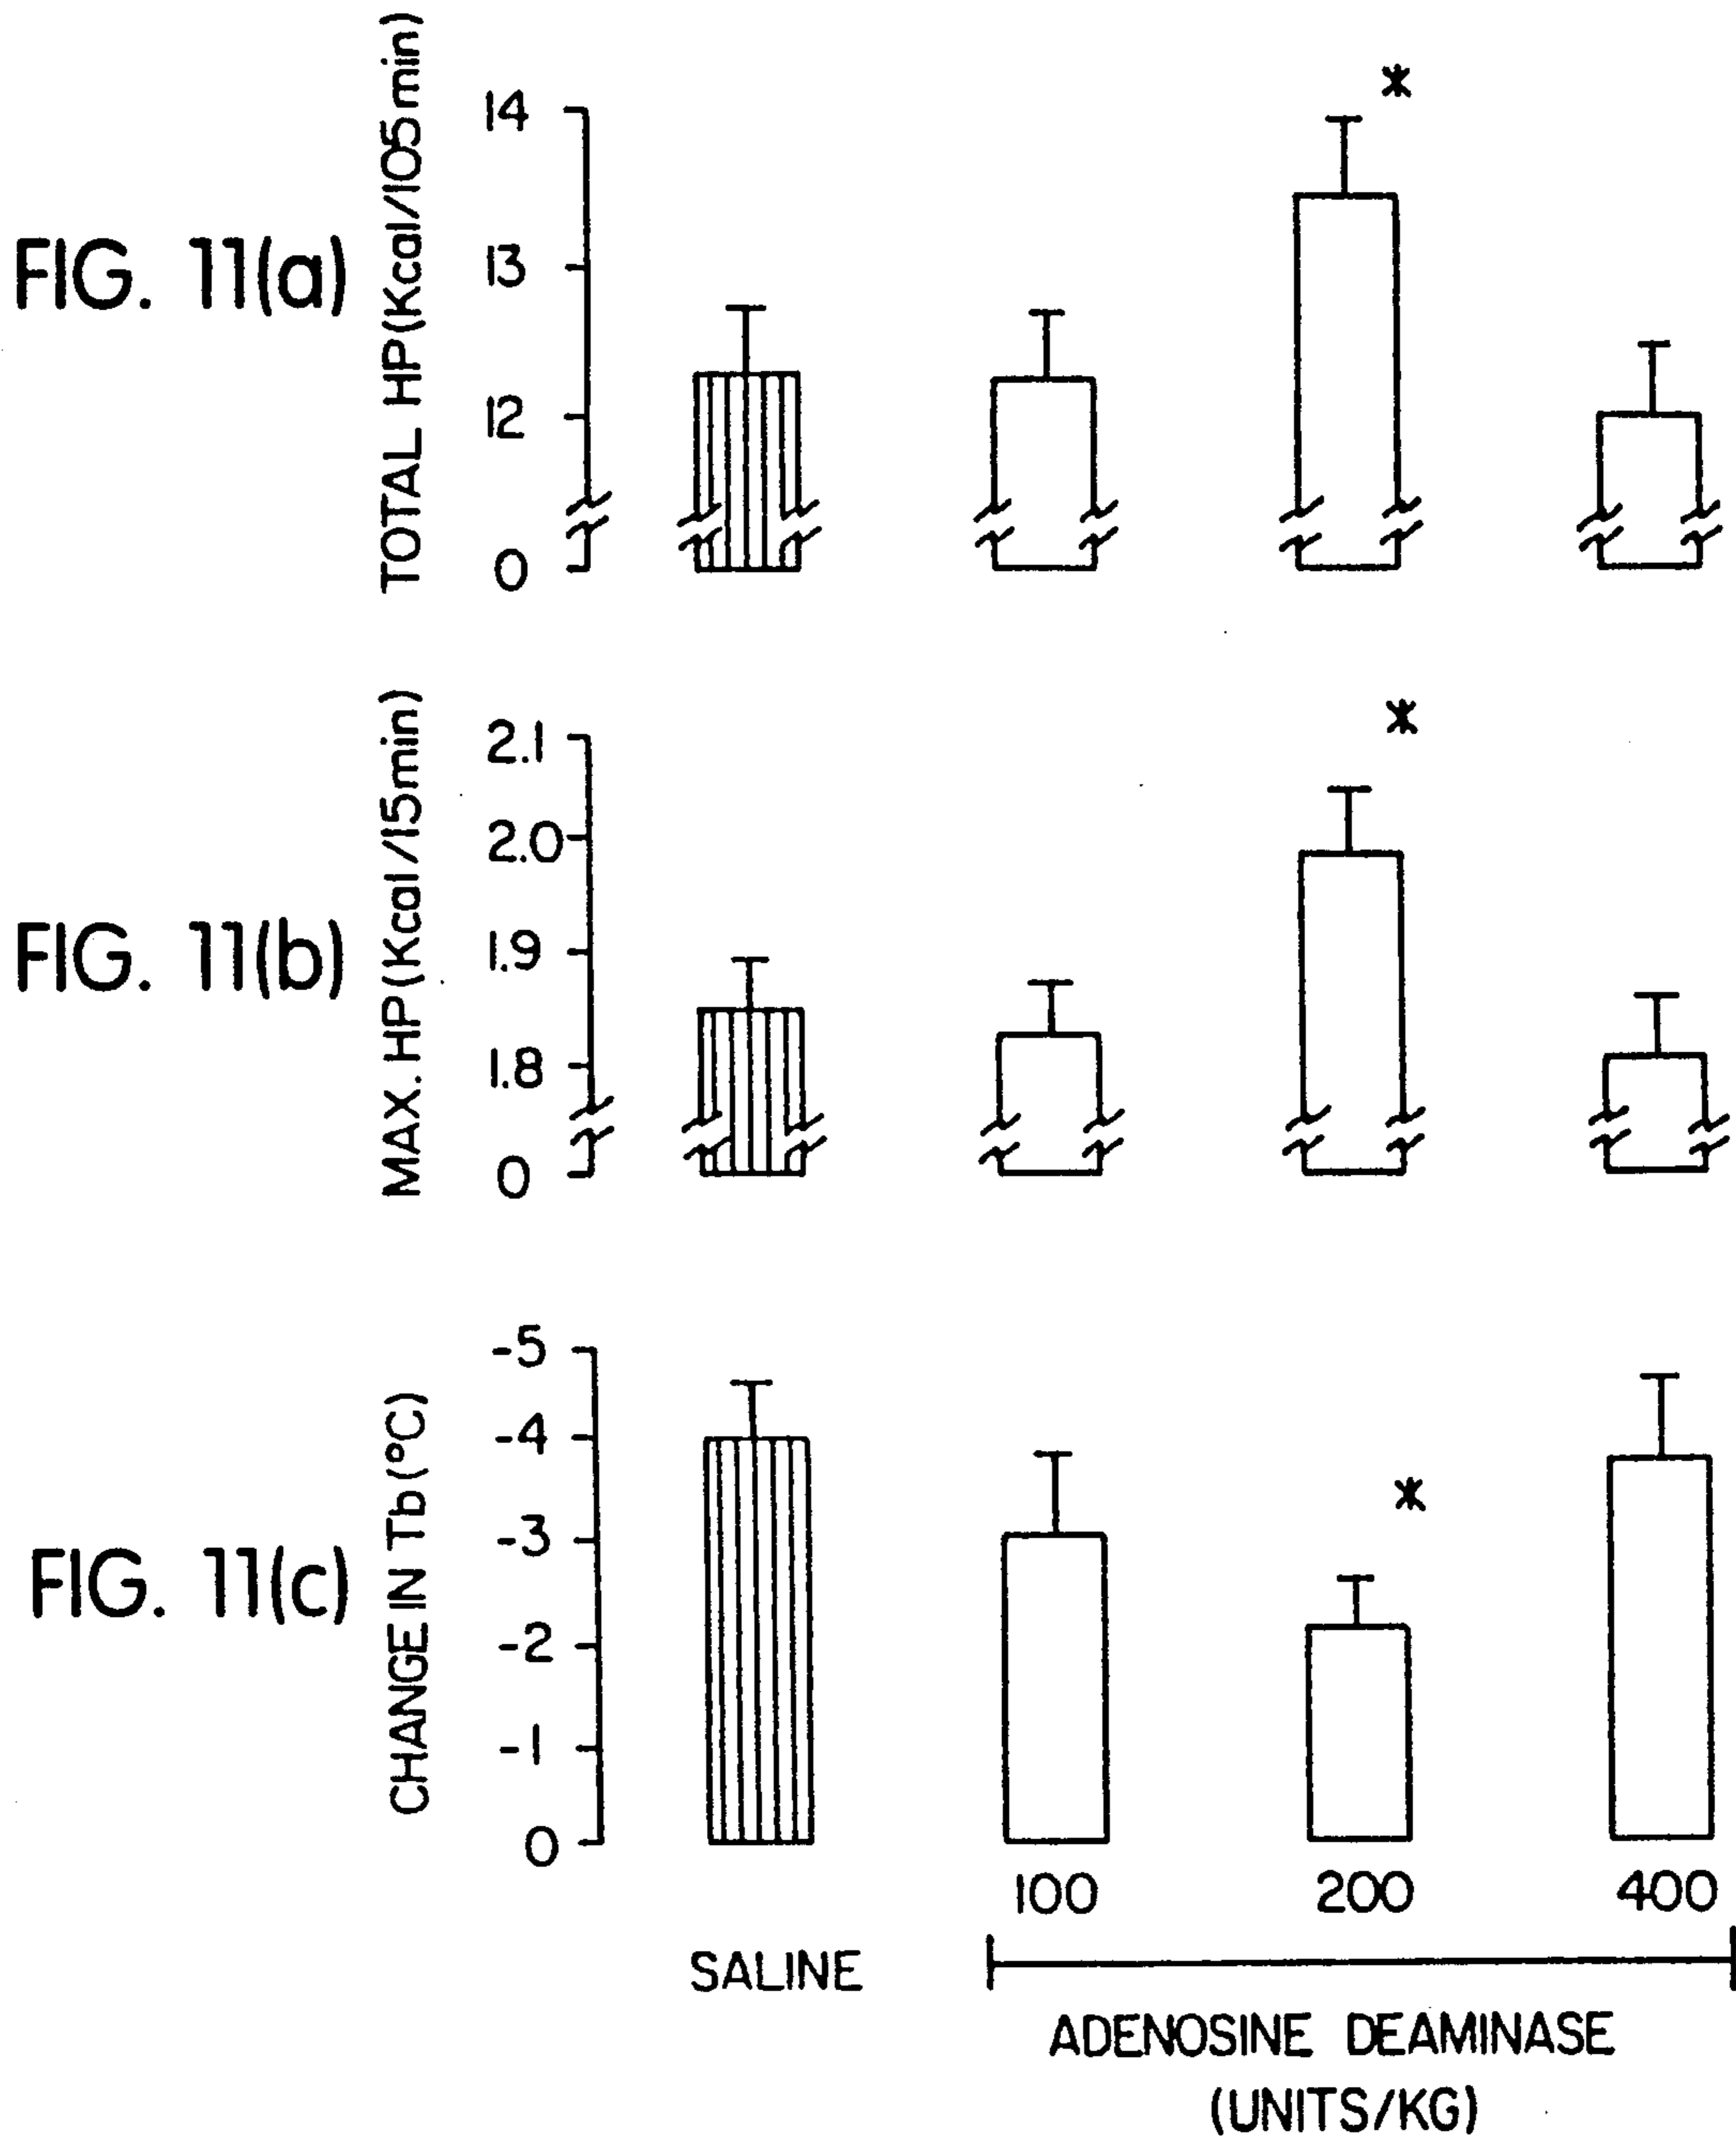 FIG. 11(a)
TOTAL HP(Kcal/105min)
14
13
12
0
*
FIG. 11(b)
MAX.HP(Kcal/15min)
2.1
2.0
1.9
1.8
0
*
FIG. 11(c)
CHANGE IN Tb(°C)
-5
-4
-3
-2
-1
0
*
100 200 400
SALINE
ADENOSINE DEAMINASE
(UNITS/KG)